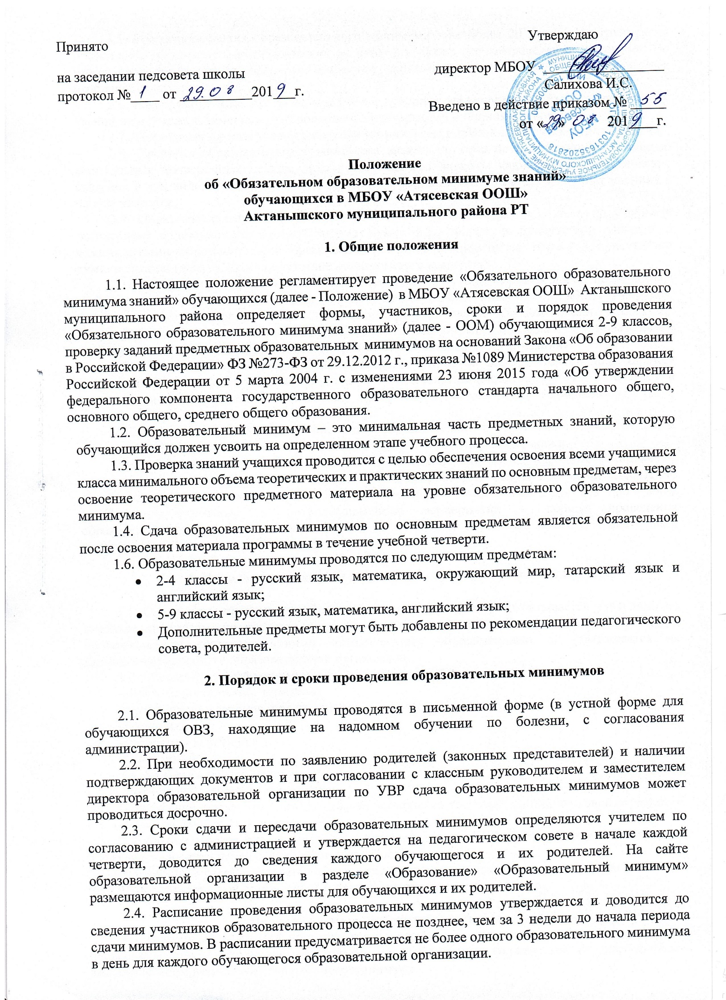 Принято
на заседании педсовета школы
протокол № 1 от 29.08 2019 г.
Утверждаю
директор МБОУ
Салихова И.С.
Введено в действие приказом № 55
от «29» 08 2019 г.
МБОУ
«Атясевская
ООШ»
1031635202818
Положение
об «Обязательном образовательном минимуме знаний»
обучающихся в МБОУ «Атясевская ООШ»
Актанышского муниципального района РТ
1. Общие положения
1.1. Настоящее положение регламентирует проведение «Обязательного образовательного
минимума знаний» обучающихся (далее - Положение) в МБОУ «Атясевская ООШ» Актанышского
муниципального района определяет формы, участников, сроки и порядок проведения
«Обязательного образовательного минимума знаний» (далее - ООМ) обучающимися 2-9 классов,
проверку заданий предметных образовательных минимумов на оснований Закона «Об образовании
в Российской Федерации» ФЗ №273-ФЗ от 29.12.2012 г., приказа №1089 Министерства образования
Российской Федерации от 5 марта 2004 г. с изменениями 23 июня 2015 года «Об утверждении
федерального компонента государственного образовательного стандарта начального общего,
основного общего, среднего общего образования.
1.2. Образовательный минимум – это минимальная часть предметных знаний, которую
обучающийся должен усвоить на определенном этапе учебного процесса.
1.3. Проверка знаний учащихся проводится с целью обеспечения освоения всеми учащимися
класса минимального объема теоретических и практических знаний по основным предметам, через
освоение теоретического предметного материала на уровне обязательного образовательного
минимума.
1.4. Сдача образовательных минимумов по основным предметам является обязательной
после освоения материала программы в течение учебной четверти.
1.6. Образовательные минимумы проводятся по следующим предметам:
• 2-4 классы - русский язык, математика, окружающий мир, татарский язык и
английский язык;
• 5-9 классы - русский язык, математика, английский язык;
• Дополнительные предметы могут быть добавлены по рекомендации педагогического
совета, родителей.
2. Порядок и сроки проведения образовательных минимумов
2.1. Образовательные минимумы проводятся в письменной форме (в устной форме для
обучающихся ОВЗ, находящие на надомном обучении по болезни, с согласования
администрации).
2.2. При необходимости по заявлению родителей (законных представителей) и наличии
подтверждающих документов и при согласовании с классным руководителем и заместителем
директора образовательной организации по УВР сдача образовательных минимумов может
проводиться досрочно.
2.3. Сроки сдачи и пересдачи образовательных минимумов определяются учителем по
согласованию с администрацией и утверждается на педагогическом совете в начале каждой
четверти, доводится до сведения каждого обучающегося и их родителей. На сайте
образовательной организации в разделе «Образование» «Образовательный минимум»
размещаются информационные листы для обучающихся и их родителей.
2.4. Расписание проведения образовательных минимумов утверждается и доводится до
сведения участников образовательного процесса не позднее, чем за 3 недели до начала периода
сдачи минимумов. В расписании предусматривается не более одного образовательного минимума
в день для каждого обучающегося образовательной организации.